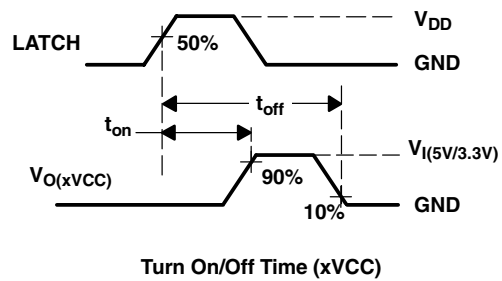 V_DD
LATCH
50%
GND
t_off
t_on
V_I(5V/3.3V)
V_O(xVCC)
90%
10%
GND
Turn On/Off Time (xVCC)